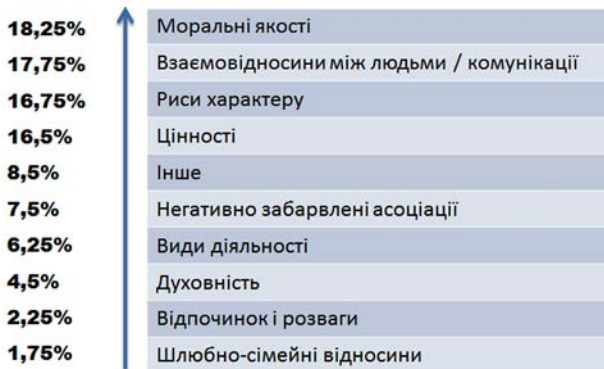 18,25% Моральні якості
17,75% Взаємовідносини між людьми / комунікації
16,75% Риси характеру
16,5% Цінності
8,5% Інше
7,5% Негативно забарвлені асоціації
6,25% Види діяльності
4,5% Духовність
2,25% Відпочинок і розваги
1,75% Шлюбно-сімейні відносини